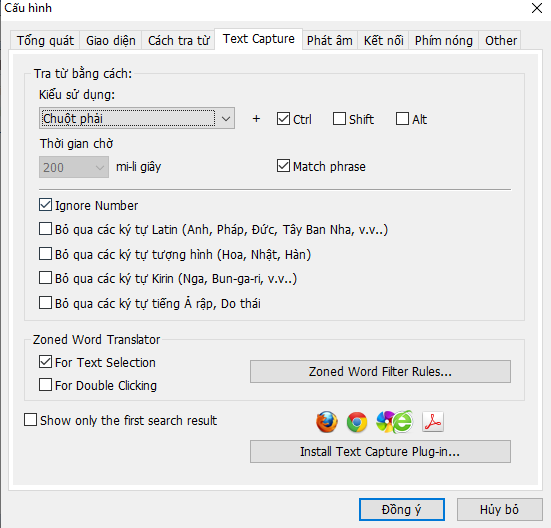 Cấu hình
Tổng quát Giao diện Cách tra từ Text Capture Phát âm Kết nối Phím nóng Other
Tra từ bằng cách:
Kiểu sử dụng:
Chuột phải + Ctrl Shift Alt
Thời gian chờ
200 mi-li giây Match phrase
Ignore Number
Bỏ qua các ký tự Latin (Anh, Pháp, Đức, Tây Ban Nha, v.v..)
Bỏ qua các ký tự tượng hình (Hoa, Nhật, Hàn)
Bỏ qua các ký tự Kirin (Nga, Bun-ga-ri, v.v..)
Bỏ qua các ký tự tiếng Ả rập, Do thái
Zoned Word Translator
For Text Selection
Zoned Word Filter Rules...
For Double Clicking
Show only the first search result
Install Text Capture Plug-in...
Đồng ý Hủy bỏ